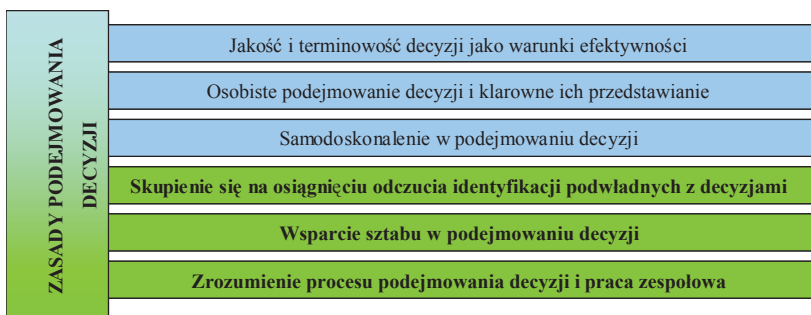 ZASADY PODEJMOWANIA
DECYZJI
Jakość i terminowość decyzji jako warunki efektywności
Osobiste podejmowanie decyzji i klarowne ich przedstawianie
Samodoskonalenie w podejmowaniu decyzji
Skupienie się na osiągnięciu odczucia identyfikacji podwładnych z decyzjami
Wsparcie sztabu w podejmowaniu decyzji
Zrozumienie procesu podejmowania decyzji i praca zespołowa